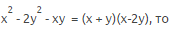 x² - 2y² - xy = (x + y)(x-2y), то